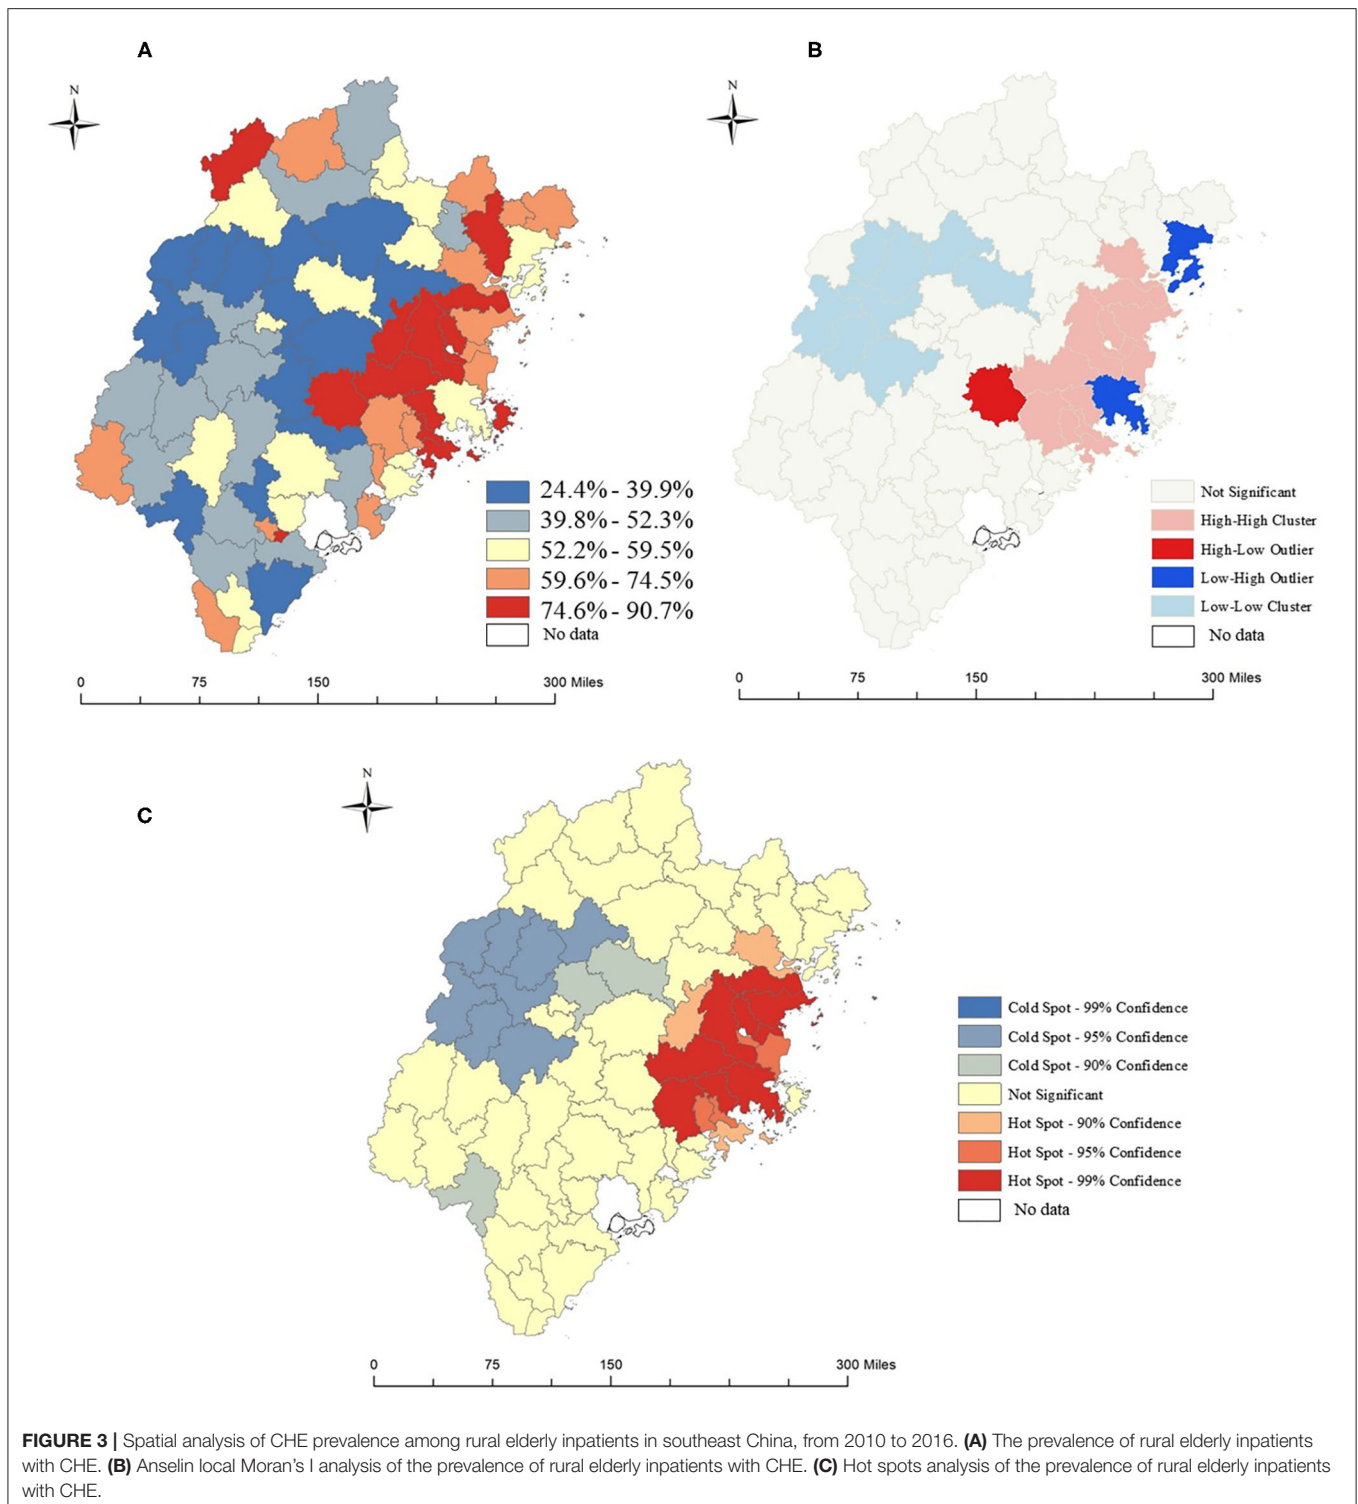 A
B
N
N
24.4% - 39.9%
39.8% - 52.3%
52.2% - 59.5%
59.6% - 74.5%
74.6% - 90.7%
No data
Not Significant
High-High Cluster
High-Low Outlier
Low-High Outlier
Low-Low Cluster
No data
0 75 150 300 Miles
0 75 150 300 Miles
C
N
Cold Spot - 99% Confidence
Cold Spot - 95% Confidence
Cold Spot - 90% Confidence
Not Significant
Hot Spot - 90% Confidence
Hot Spot - 95% Confidence
Hot Spot - 99% Confidence
No data
0 75 150 300 Miles
FIGURE 3 | Spatial analysis of CHE prevalence among rural elderly inpatients in southeast China, from 2010 to 2016. (A) The prevalence of rural elderly inpatients
with CHE. (B) Anselin local Moran's I analysis of the prevalence of rural elderly inpatients with CHE. (C) Hot spots analysis of the prevalence of rural elderly inpatients
with CHE.